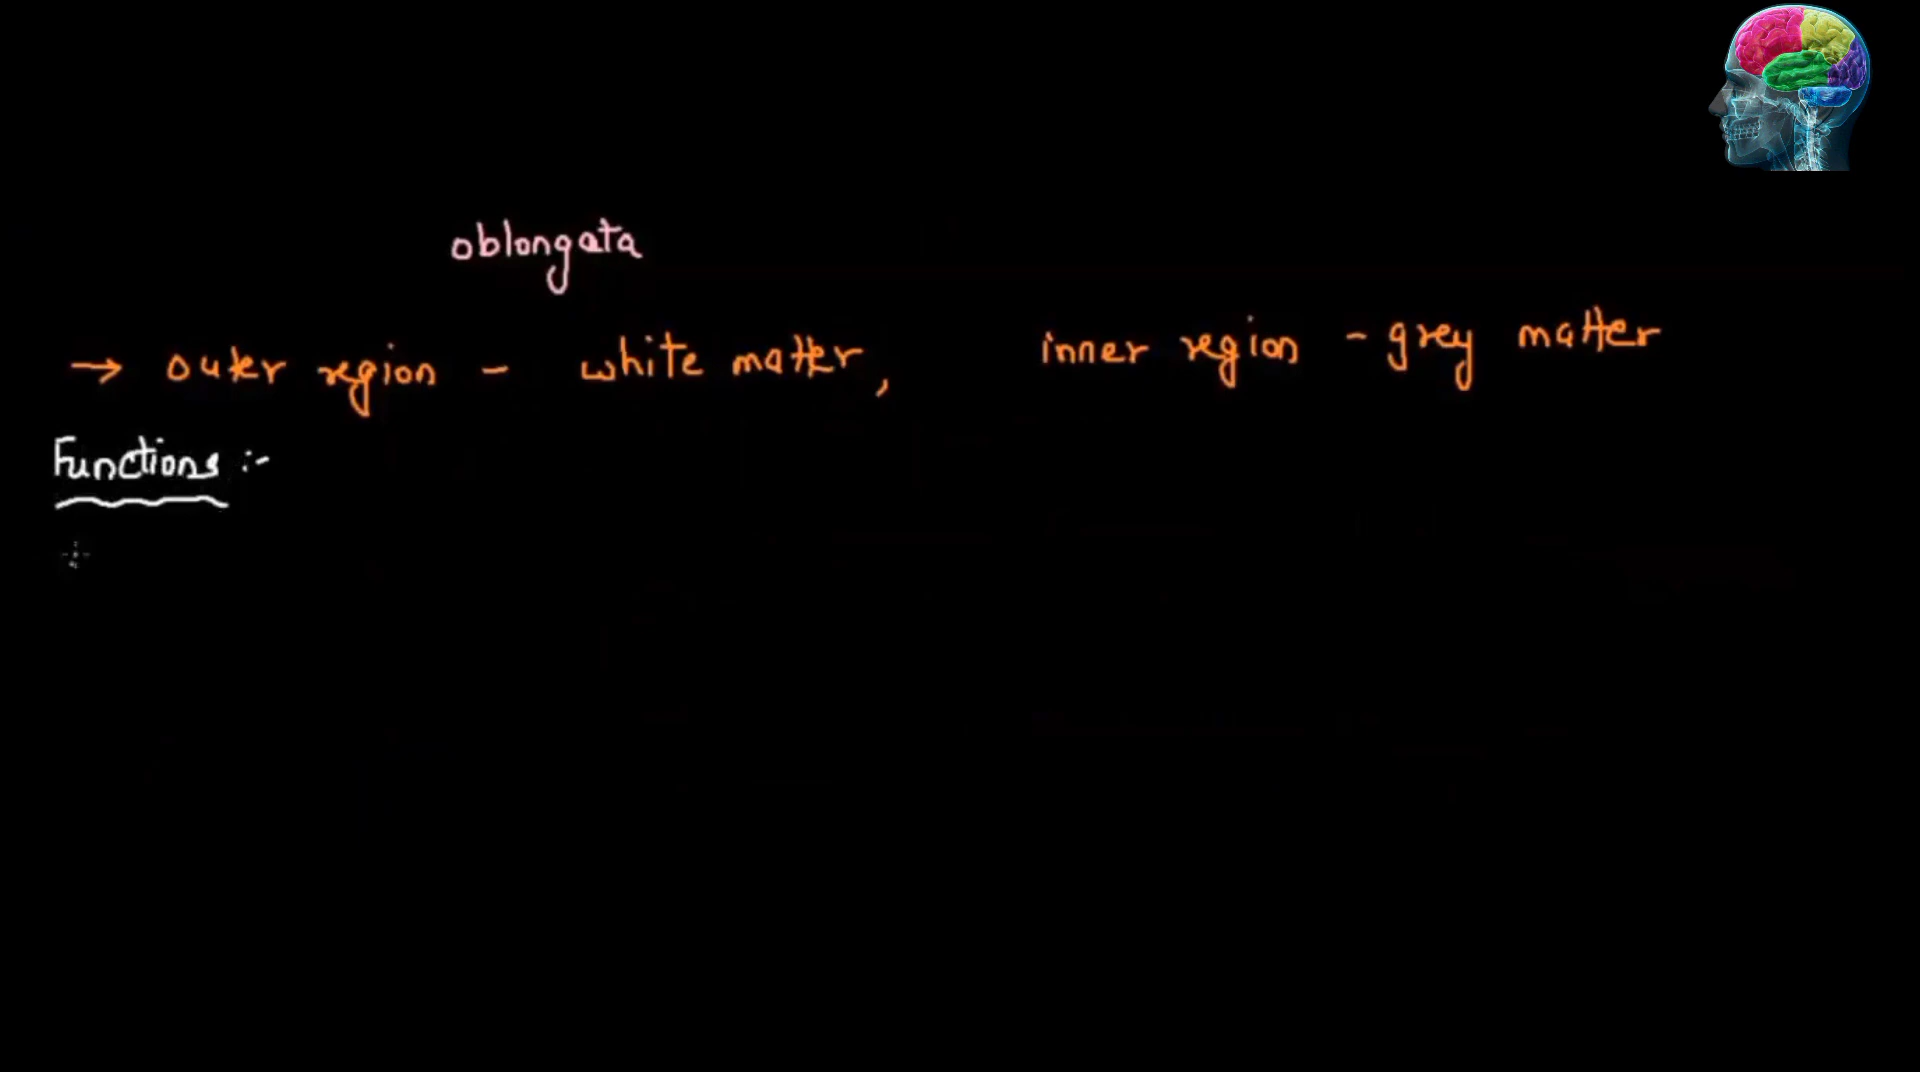 oblongata
→ outer region - white matter, inner region - grey matter
Functions :-